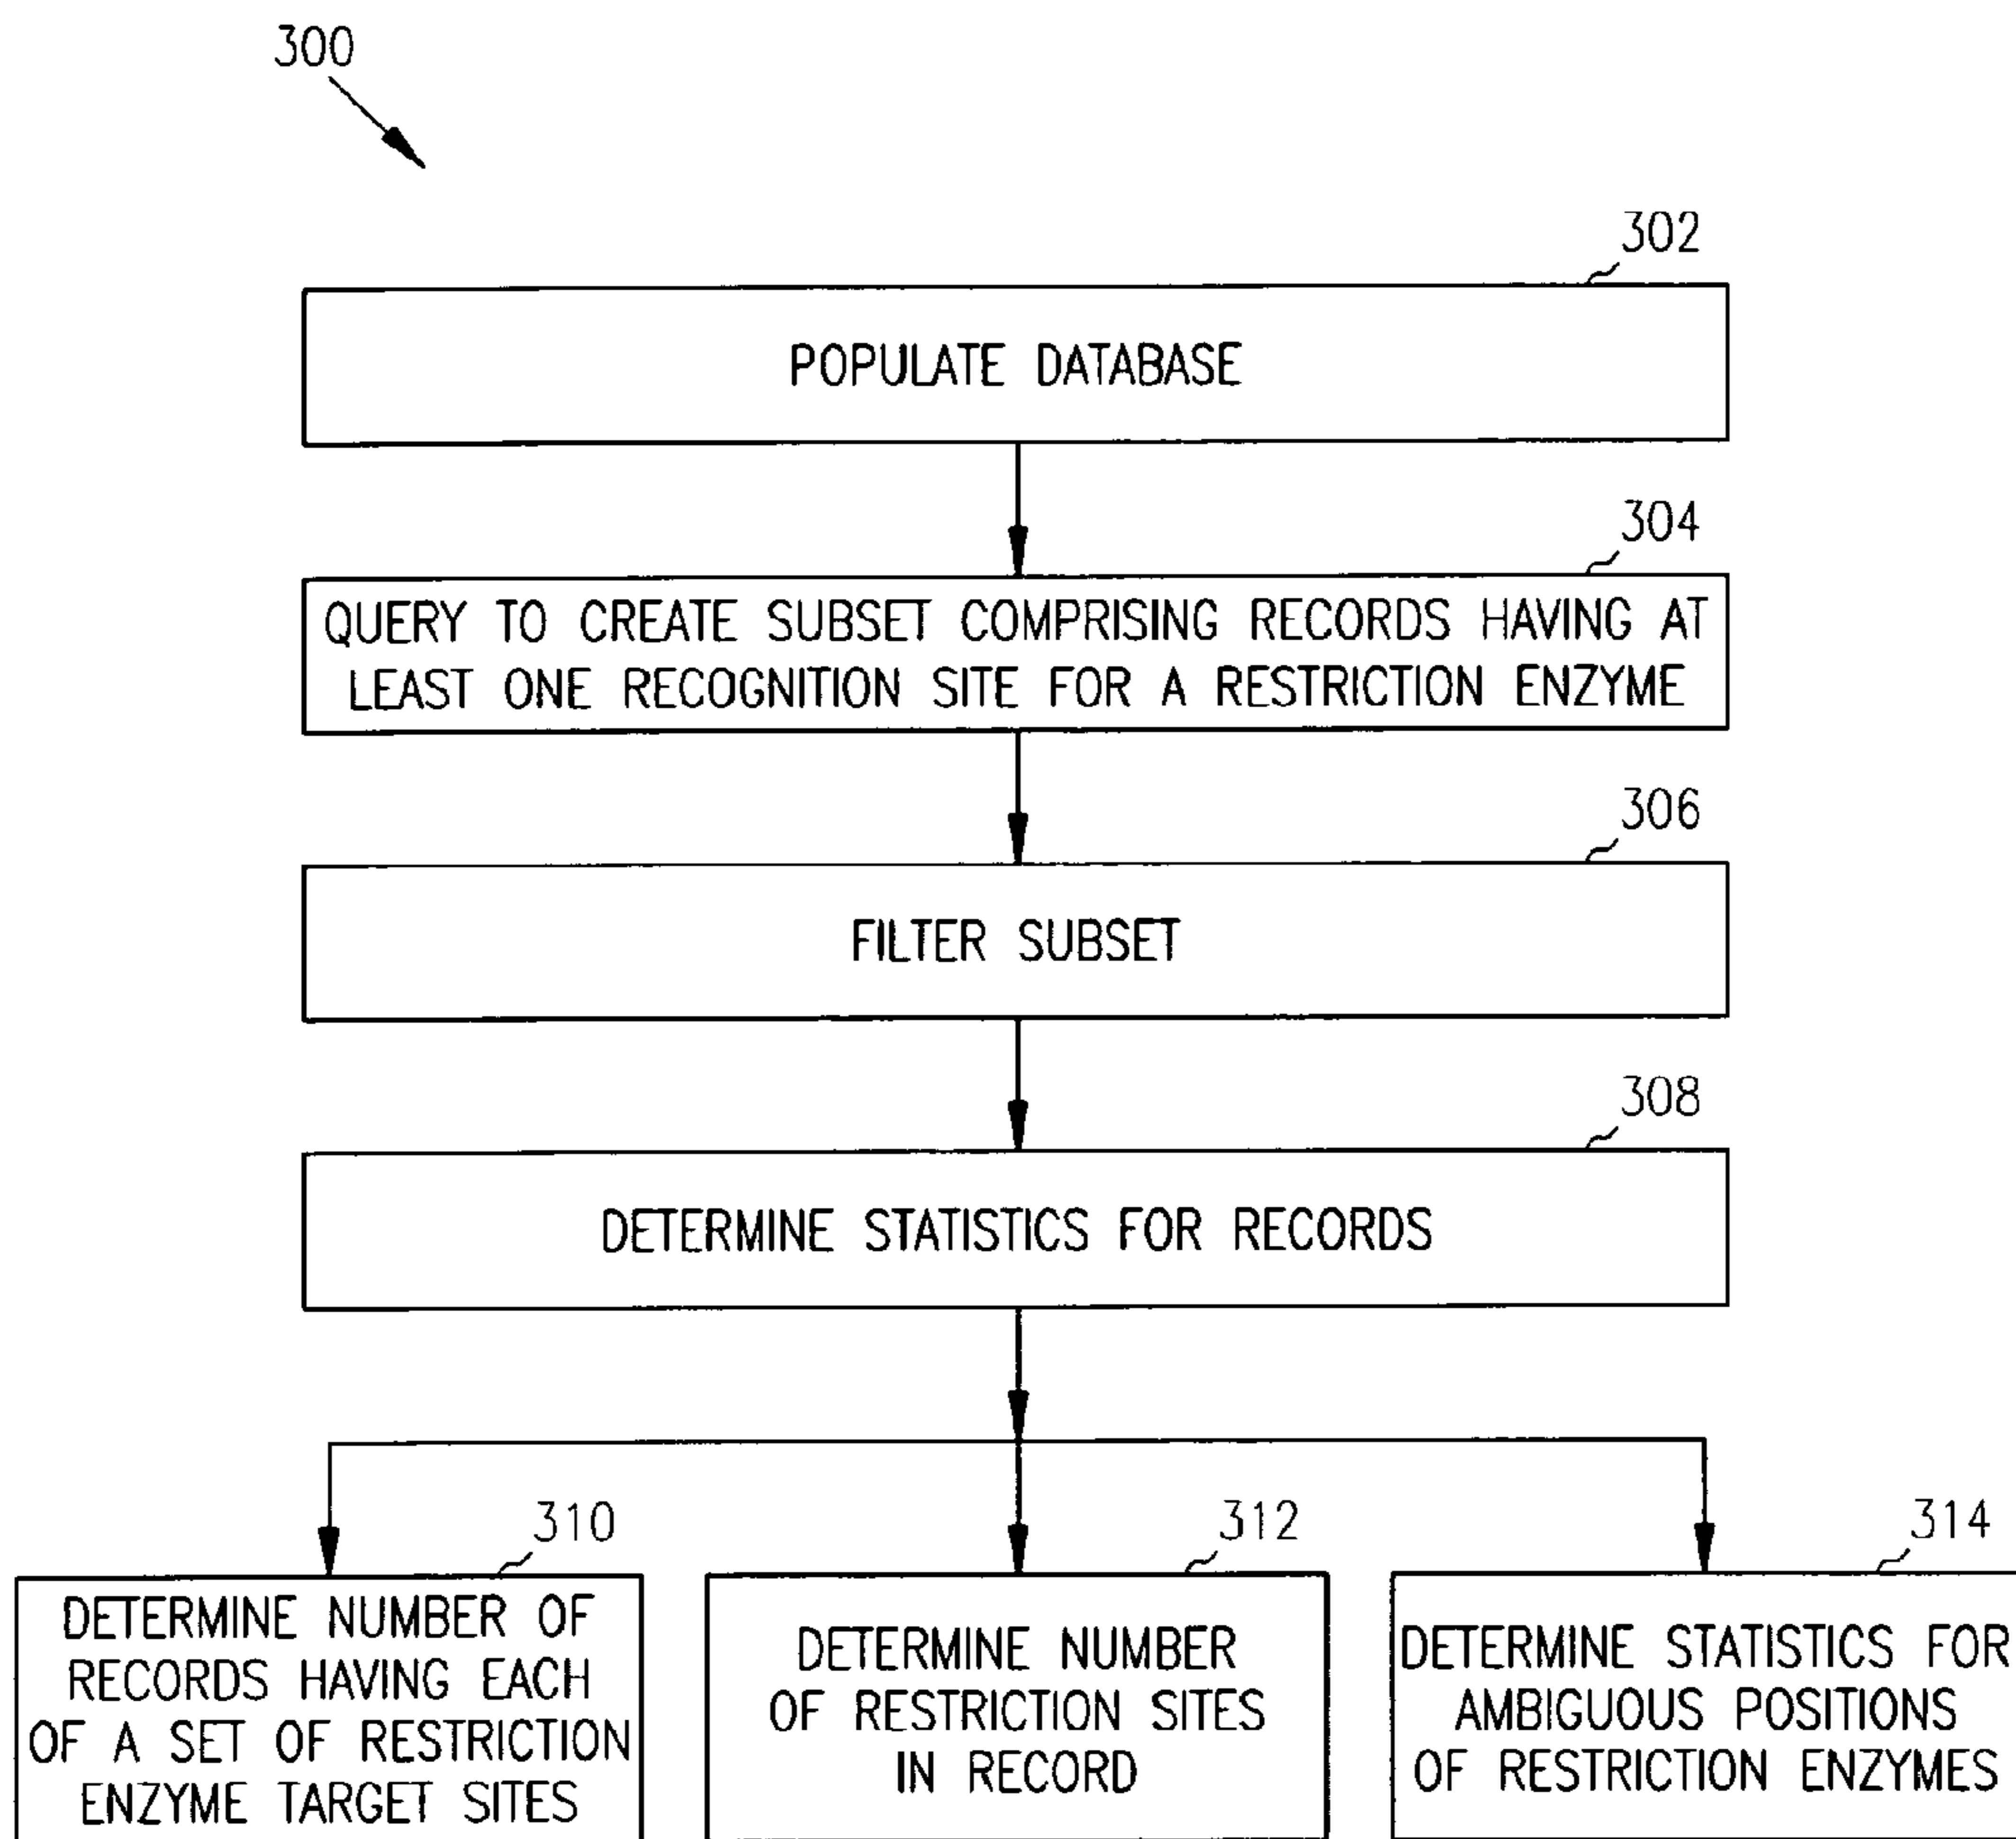 300
302
POPULATE DATABASE
304
QUERY TO CREATE SUBSET COMPRISING RECORDS HAVING AT
LEAST ONE RECOGNITION SITE FOR A RESTRICTION ENZYME
306
FILTER SUBSET
308
DETERMINE STATISTICS FOR RECORDS
310
DETERMINE NUMBER OF
RECORDS HAVING EACH
OF A SET OF RESTRICTION
ENZYME TARGET SITES
312
DETERMINE NUMBER
OF RESTRICTION SITES
IN RECORD
314
DETERMINE STATISTICS FOR
AMBIGUOUS POSITIONS
OF RESTRICTION ENZYMES